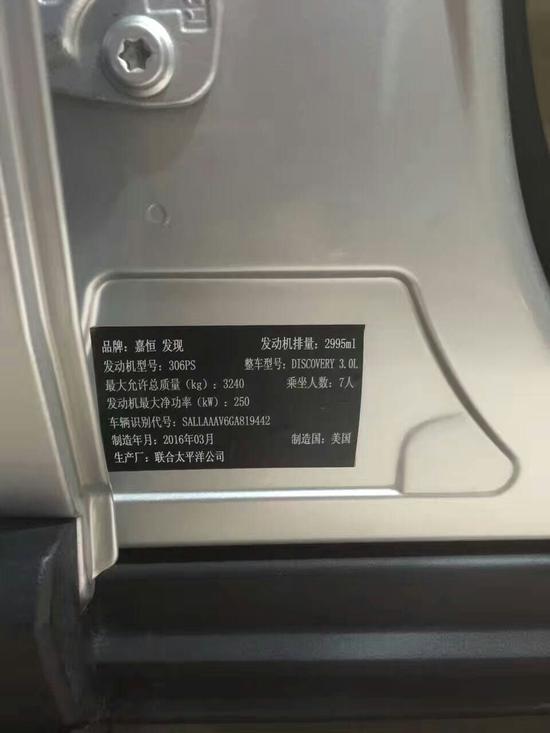 品牌：嘉恒 发现 发动机排量：2995ml
发动机型号：306PS 整车型号：DISCOVERY 3.0L
最大允许总质量（kg）：3240 乘坐人数：7人
发动机最大净功率（kW）：250
车辆识别代号：SALLAAAV6GA819442
制造年月：2016年03月 制造国：美国
生产厂：联合太平洋公司